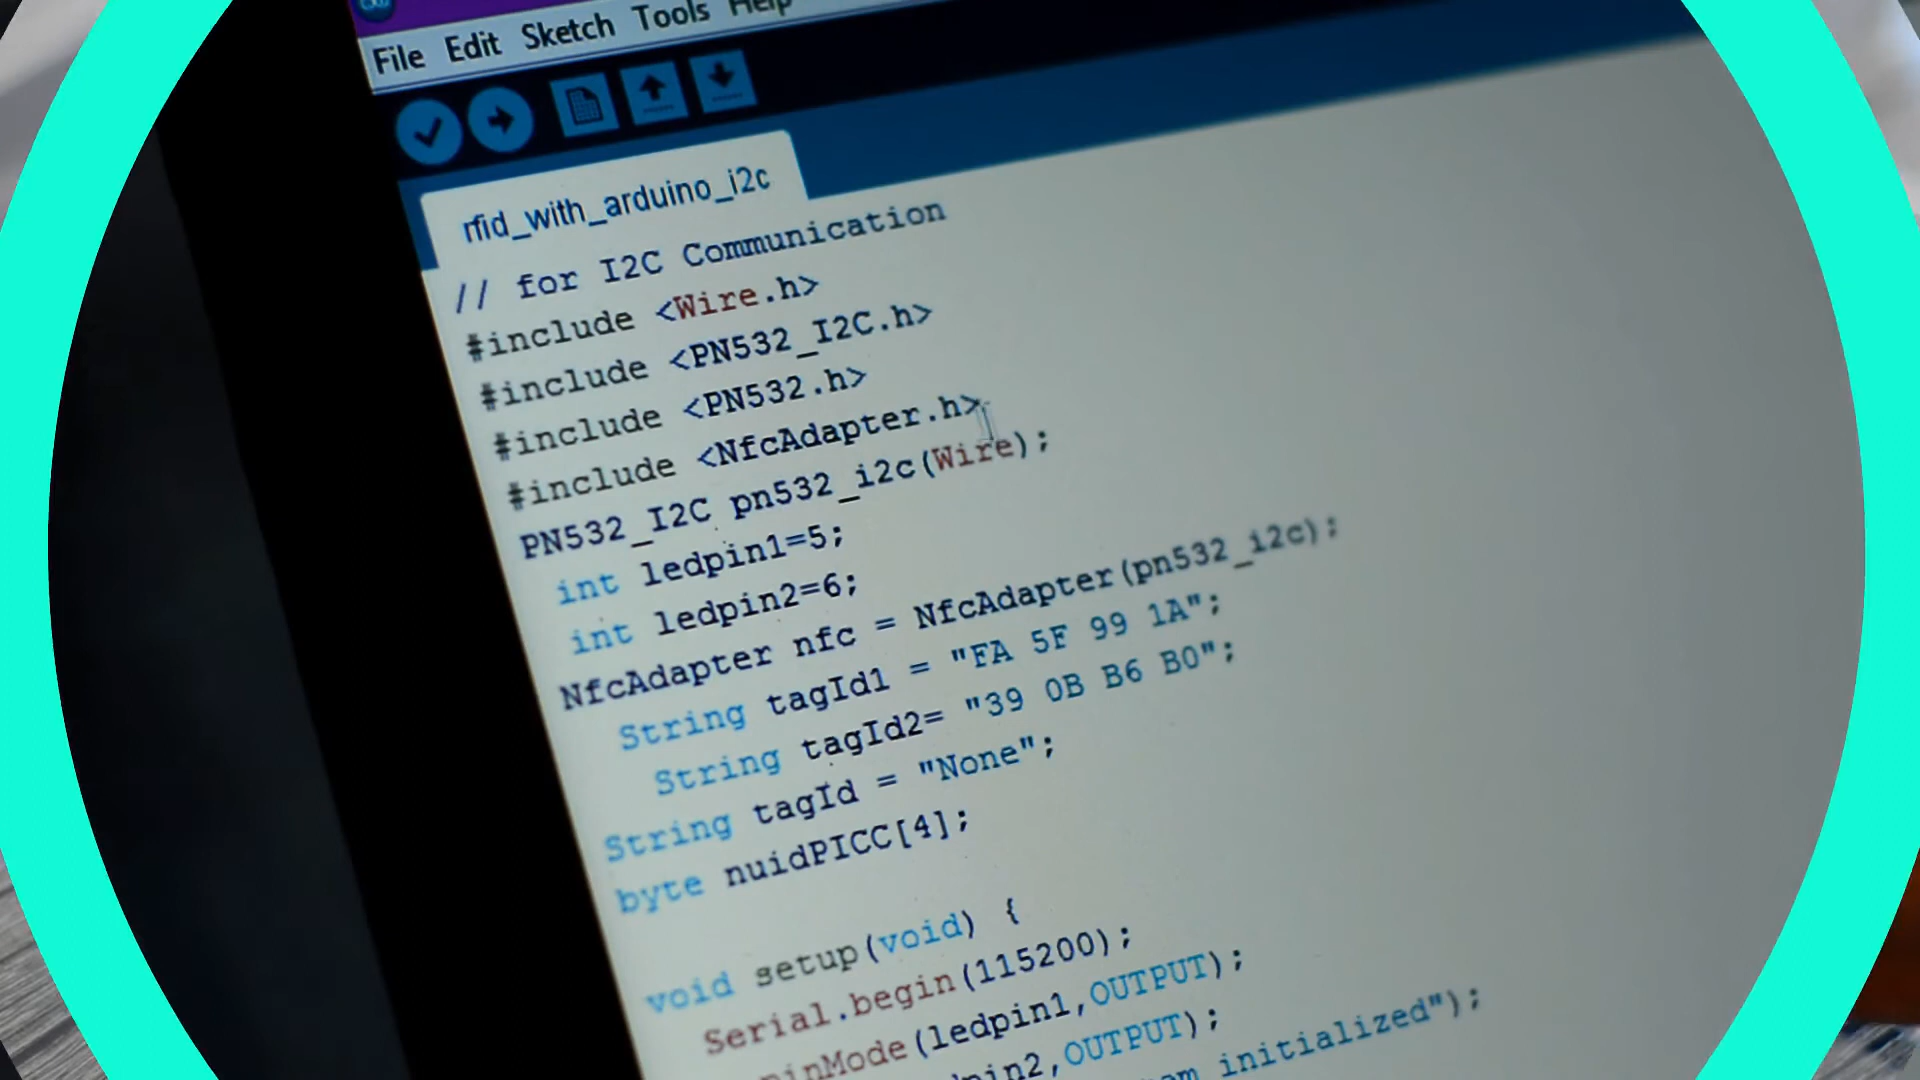 File Edit Sketch Tools Help
rfid_with_arduino_i2c
// for I2C Communication
#include <Wire.h>
#include <PN532_I2C.h>
#include <PN532.h>
#include <NfcAdapter.h>
PN532_I2C pn532_i2c(Wire);
int ledpin1=5;
int ledpin2=6;
NfcAdapter nfc = NfcAdapter(pn532_i2c);
String tagId1 = "FA 5F 99 1A";
String tagId2= "39 0B B6 B0";
String tagId = "None";
byte nuidPICC[4];
void setup(void) {
Serial.begin(115200);
pinMode(ledpin1,OUTPUT);
dpin2,OUTPUT);
initialized");